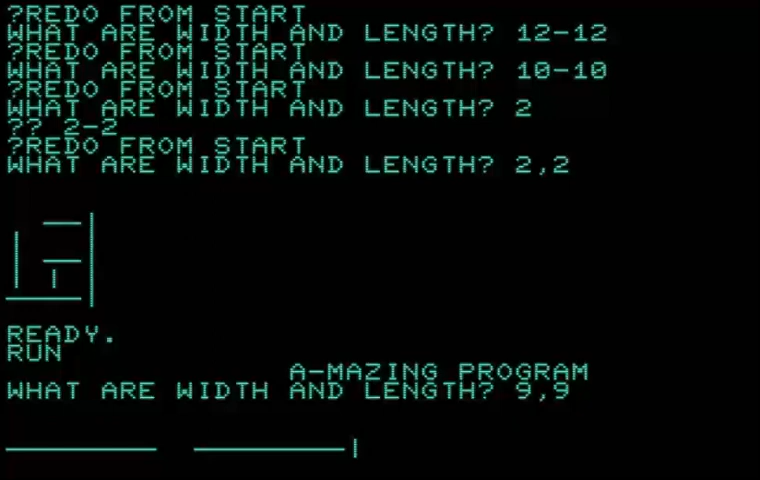 ?REDO FROM START
WHAT ARE WIDTH AND LENGTH? 12-12
?REDO FROM START
WHAT ARE WIDTH AND LENGTH? 10-10
?REDO FROM START
WHAT ARE WIDTH AND LENGTH? 2
?? 2-2
?REDO FROM START
WHAT ARE WIDTH AND LENGTH? 2,2
READY.
RUN
A-MAZING PROGRAM
WHAT ARE WIDTH AND LENGTH? 9,9